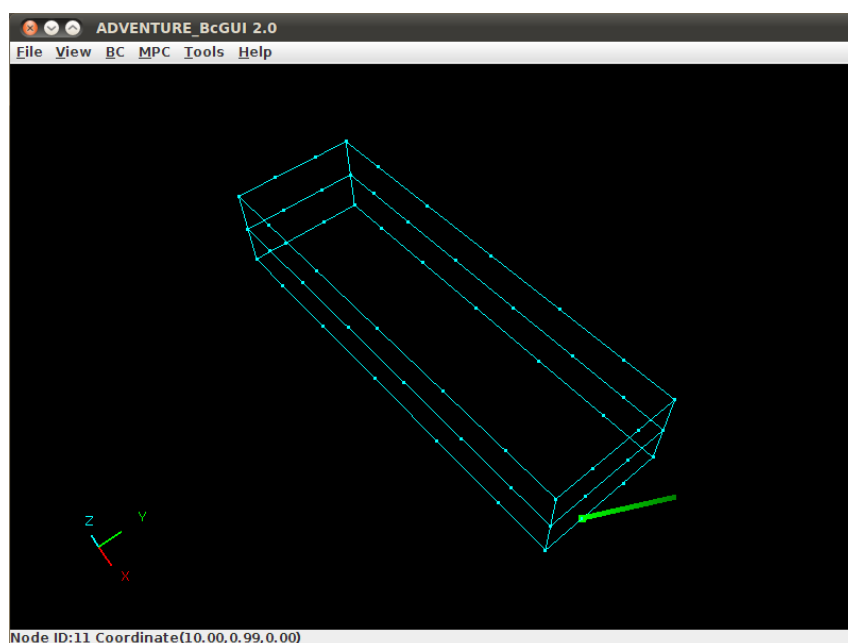 ADVENTURE_BcGUI 2.0
File View BC MPC Tools Help
Z
Y
X
Node ID:11 Coordinate(10.00,0.99,0.00)